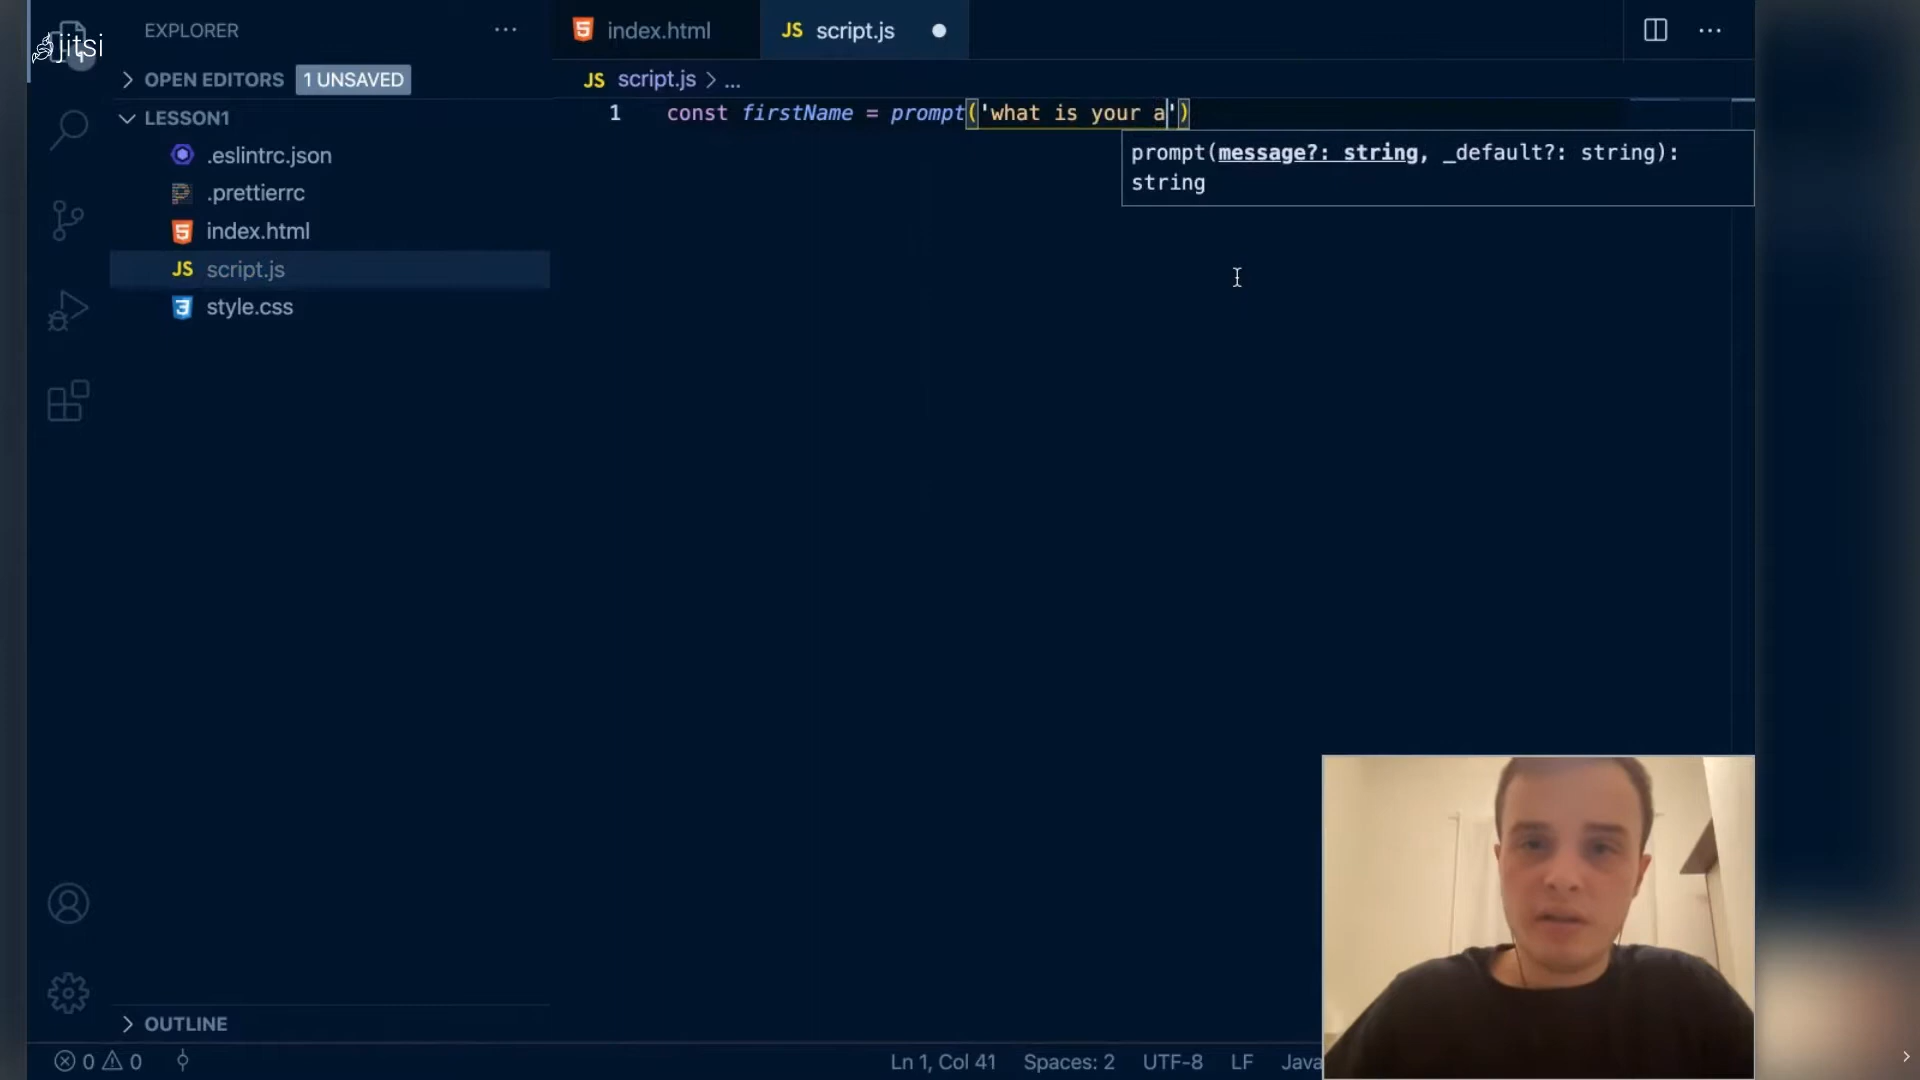 jitsi
EXPLORER
OPEN EDITORS 1 UNSAVED
LESSON1
.eslintrc.json
.prettierrc
index.html
script.js
style.css
OUTLINE
index.html
JS script.js
JS script.js > ...
1 const firstName = prompt('what is your a')
prompt(message?: string, _default?: string):
string
0 0 Ln 1, Col 41 Spaces: 2 UTF-8 LF Java